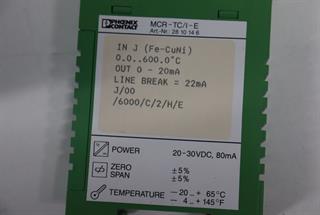 PHOENIX CONTACT
MCR-TC/I-E
Art.-Nr.: 28 10 14 6
IN J (Fe-CuNi)
0.0..600.0°C
OUT 0 - 20mA
LINE BREAK = 22mA
J/00
/6000/C/2/H/E
POWER 20-30VDC, 80mA
ZERO ±5%
SPAN ±5%
TEMPERATURE -20...+ 65°C
- 4...+145°F